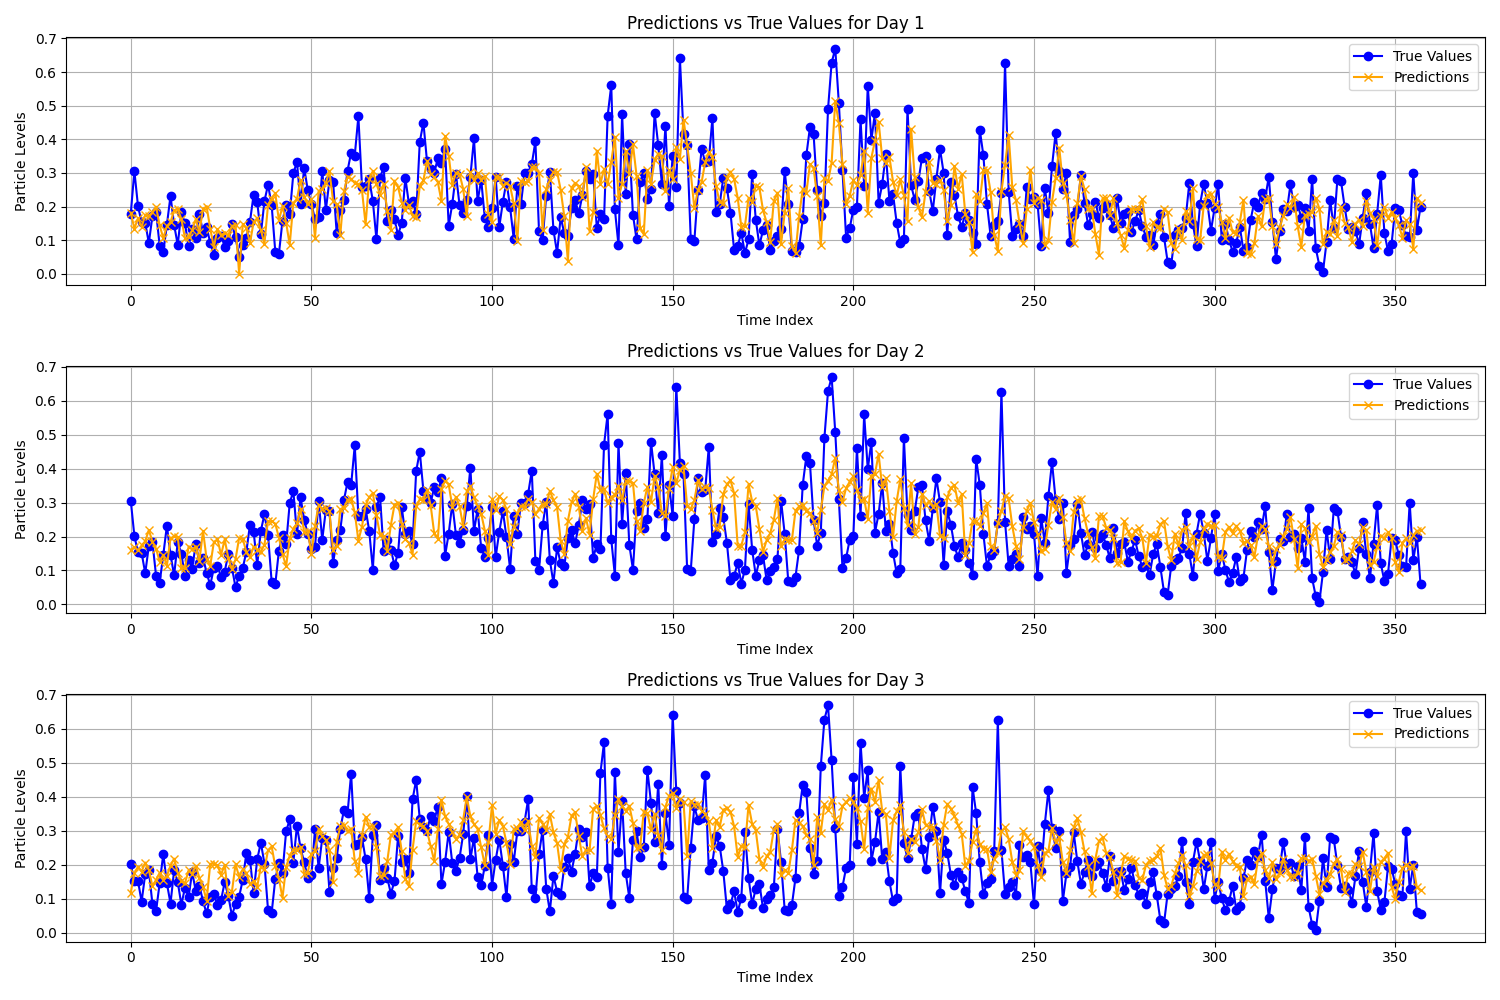 Predictions vs True Values for Day 1
Particle Levels
0.7
0.6
0.5
0.4
0.3
0.2
0.1
0.0
True Values
Predictions
0 50 100 150 200 250 300 350
Time Index
Predictions vs True Values for Day 2
Particle Levels
0.7
0.6
0.5
0.4
0.3
0.2
0.1
0.0
True Values
Predictions
0 50 100 150 200 250 300 350
Time Index
Predictions vs True Values for Day 3
Particle Levels
0.7
0.6
0.5
0.4
0.3
0.2
0.1
0.0
True Values
Predictions
0 50 100 150 200 250 300 350
Time Index